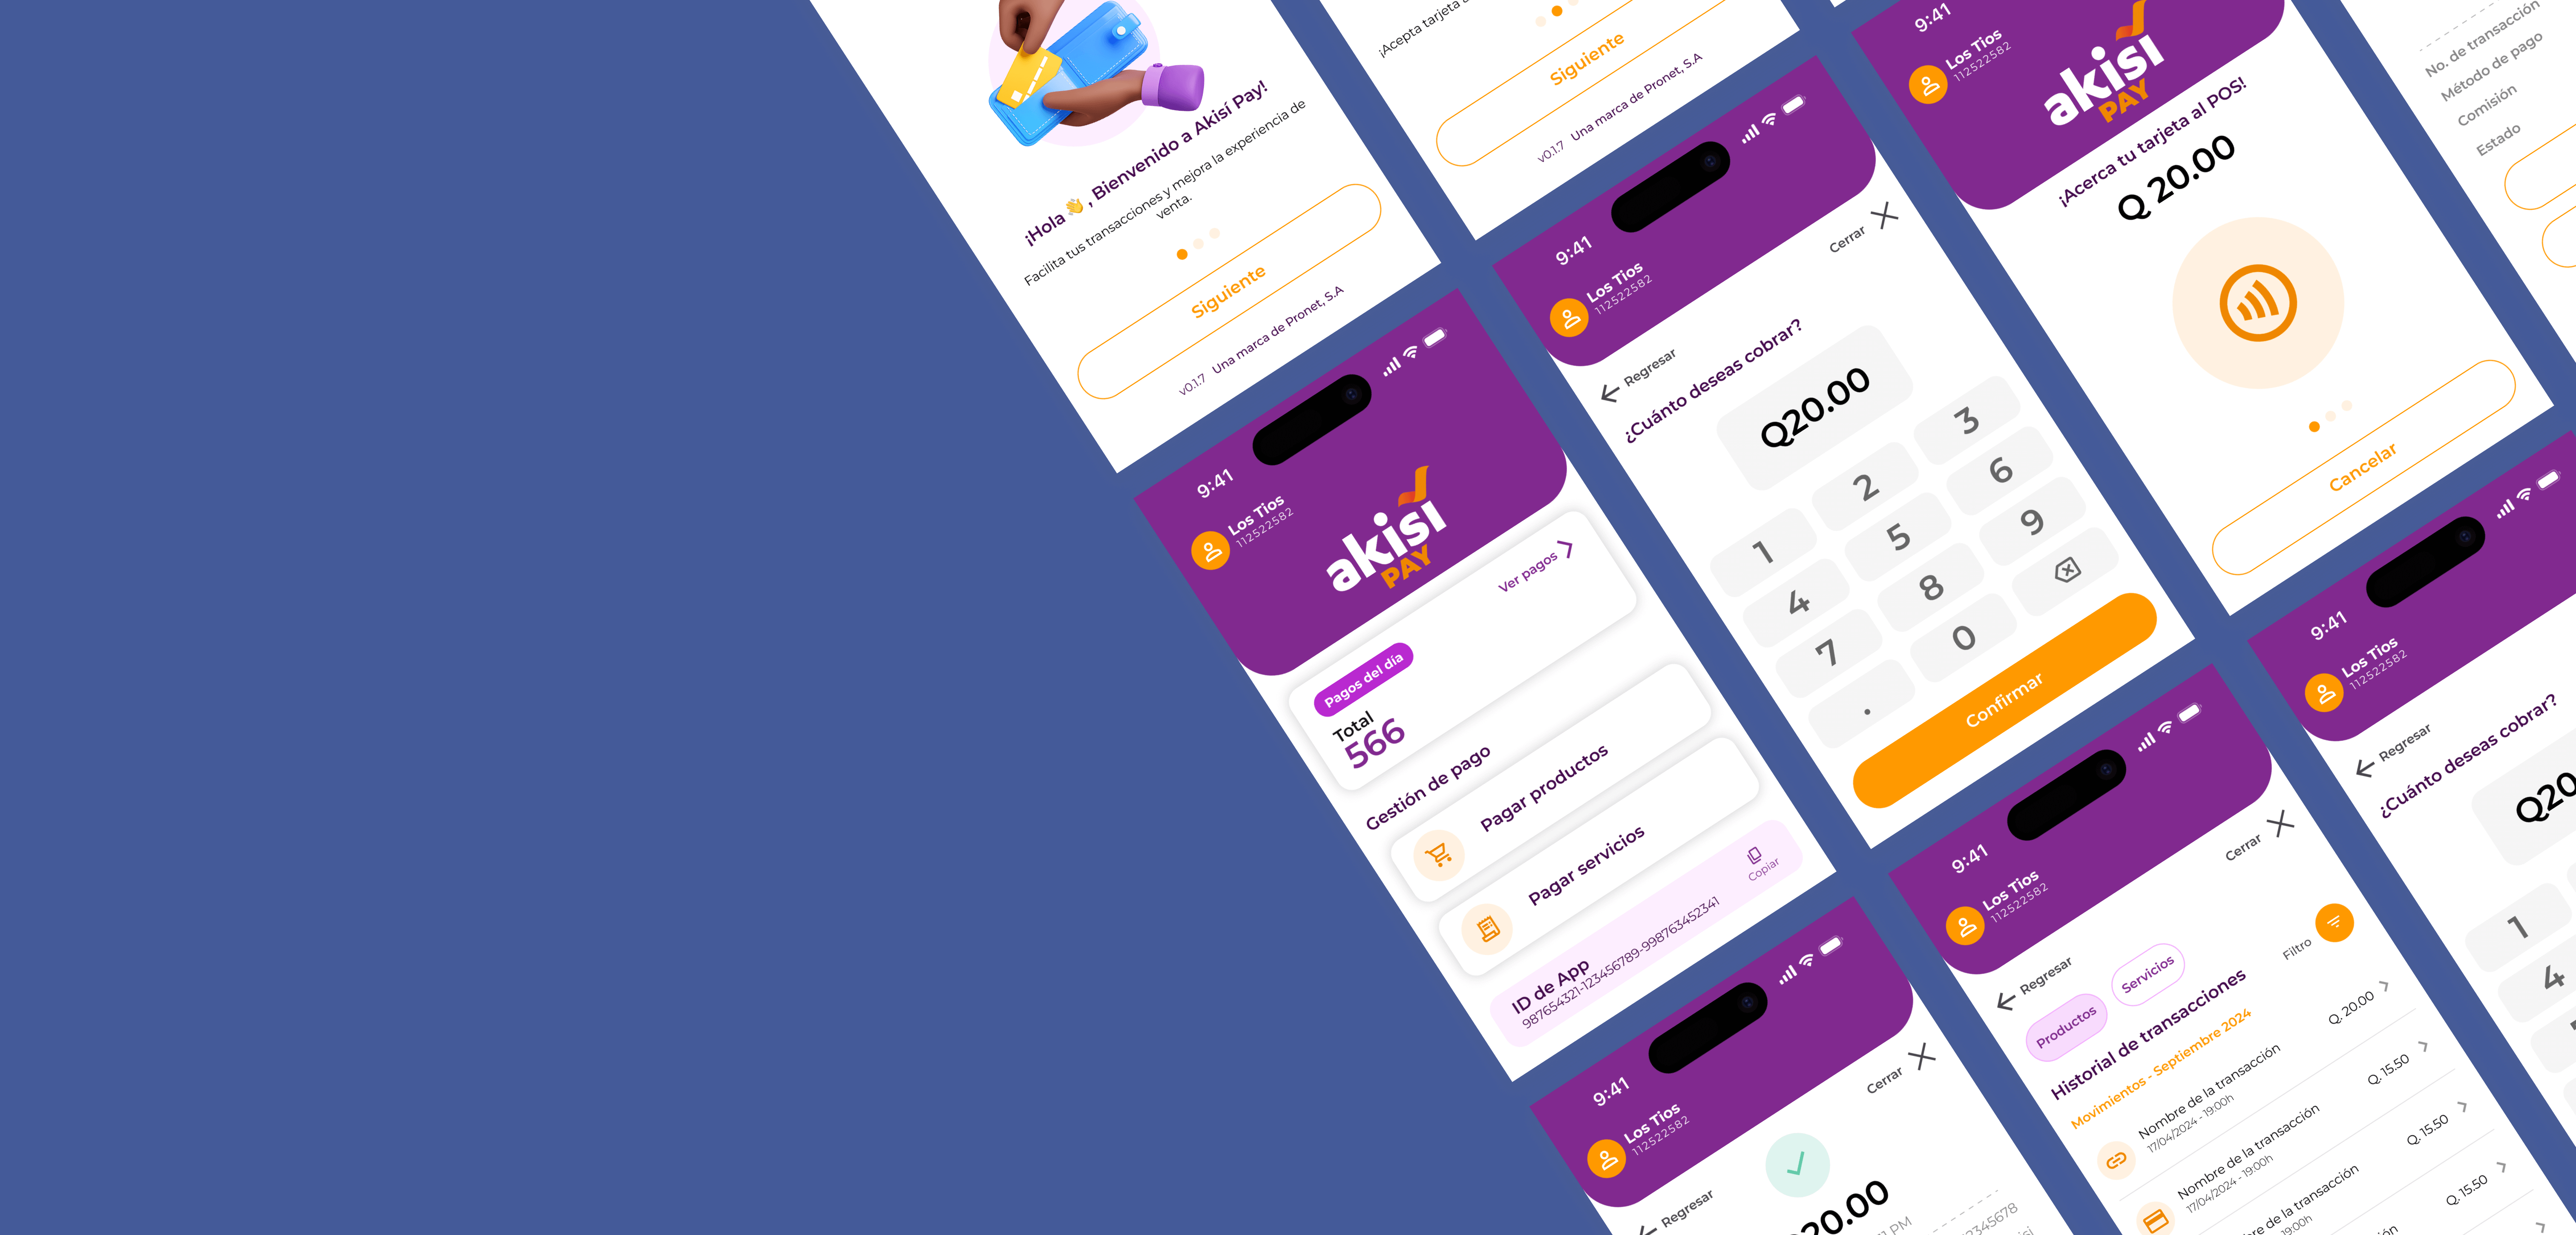 ¡Hola 👋 , Bienvenido a Akisí Pay!
Facilita tus transacciones y mejora la experiencia de
venta.
Siguiente
v0.1.7 Una marca de Pronet, S.A
9:41
Los Tios
112522582
akisí
PAY
Ver pagos
Pagos del día
Total
566
Gestión de pago
Pagar productos
Pagar servicios
ID de App
987654321-123456789-998763452341
Copiar
9:41
Los Tios
112522582
Cerrar
Regresar
20.00
PM
¡Acepta tarjeta
Siguiente
v0.1.7 Una marca de Pronet, S.A
9:41
Los Tios
112522582
Cerrar
Regresar
¿Cuánto deseas cobrar?
Q20.00
1 2 3
4 5 6
7 8 9
. 0
Confirmar
9:41
Los Tios
112522582
Cerrar
Regresar
Productos
Servicios
Filtro
Historial de transacciones
Movimientos - Septiembre 2024
Nombre de la transacción
17/04/2024 - 19:00h
Q. 20.00
Nombre de la transacción
17/04/2024 - 19:00h
Q. 15.50
de la transacción
19:00h
Q. 15.50
Q. 15.50
9:41
Los Tios
112522582
akisí
PAY
¡Acerca tu tarjeta al POS!
Q 20.00
Cancelar
9:41
Los Tios
112522582
Regresar
¿Cuánto deseas cobrar?
Q20
1
4
No. de transacción
Método de pago
Comisión
Estado